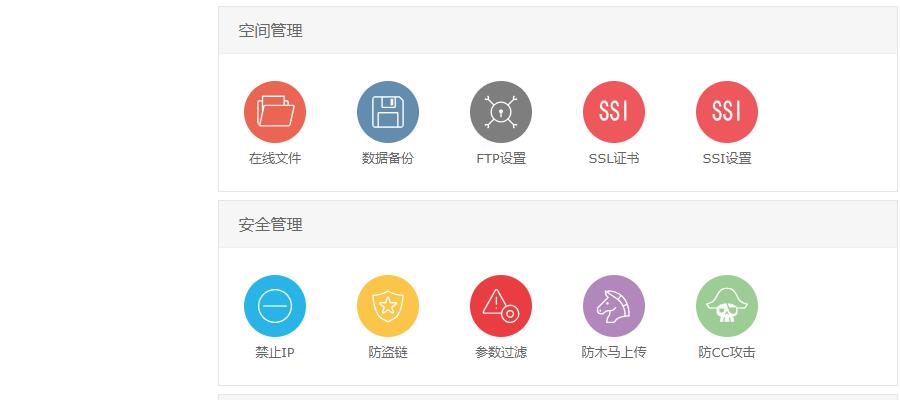 空间管理
SSI SSI
在线文件 数据备份 FTP设置 SSL证书 SSI设置
安全管理
禁止IP 防盗链 参数过滤 防木马上传 防CC攻击